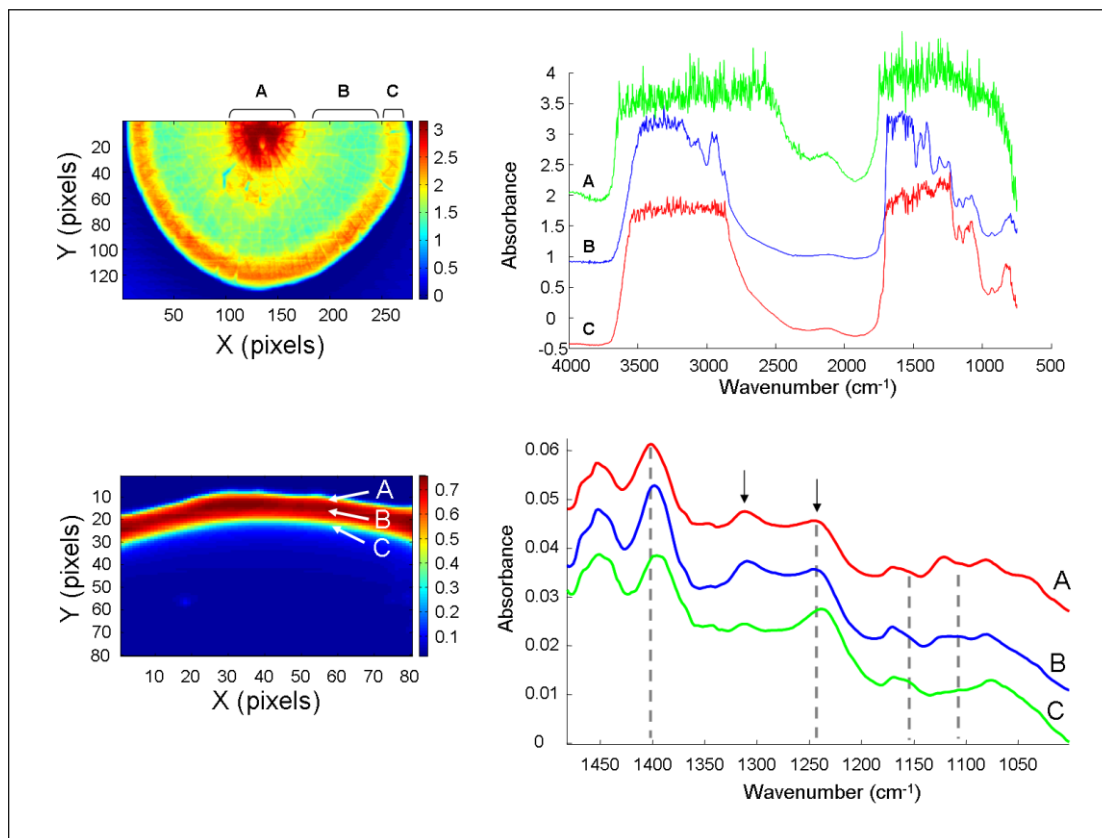 A B C
20
40
60
80
100
120
Y (pixels)
50 100 150 200 250
X (pixels)
3
2.5
2
1.5
1
0.5
0
4
3.5
3
2.5
2
1.5
1
0.5
0
-0.5
Absorbance
A
B
C
4000 3500 3000 2500 2000 1500 1000 500
Wavenumber (cm⁻¹)
10
20
30
40
50
60
70
80
Y (pixels)
A
B
C
10 20 30 40 50 60 70 80
X (pixels)
0.7
0.6
0.5
0.4
0.3
0.2
0.1
0.06
0.05
0.04
0.03
0.02
0.01
0
Absorbance
A
B
C
1450 1400 1350 1300 1250 1200 1150 1100 1050
Wavenumber (cm⁻¹)